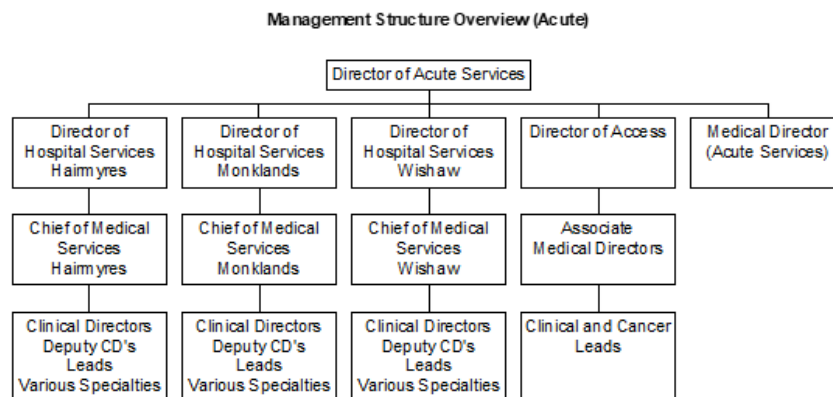 Management Structure Overview (Acute)
Director of Acute Services
Director of
Hospital Services
Hairmyres
Director of
Hospital Services
Monklands
Director of
Hospital Services
Wishaw
Director of Access
Medical Director
(Acute Services)
Chief of Medical
Services
Hairmyres
Chief of Medical
Services
Monklands
Chief of Medical
Services
Wishaw
Associate
Medical Directors
Clinical Directors
Deputy CD's
Leads
Various Specialties
Clinical Directors
Deputy CD's
Leads
Various Specialties
Clinical Directors
Deputy CD's
Leads
Various Specialties
Clinical and Cancer
Leads